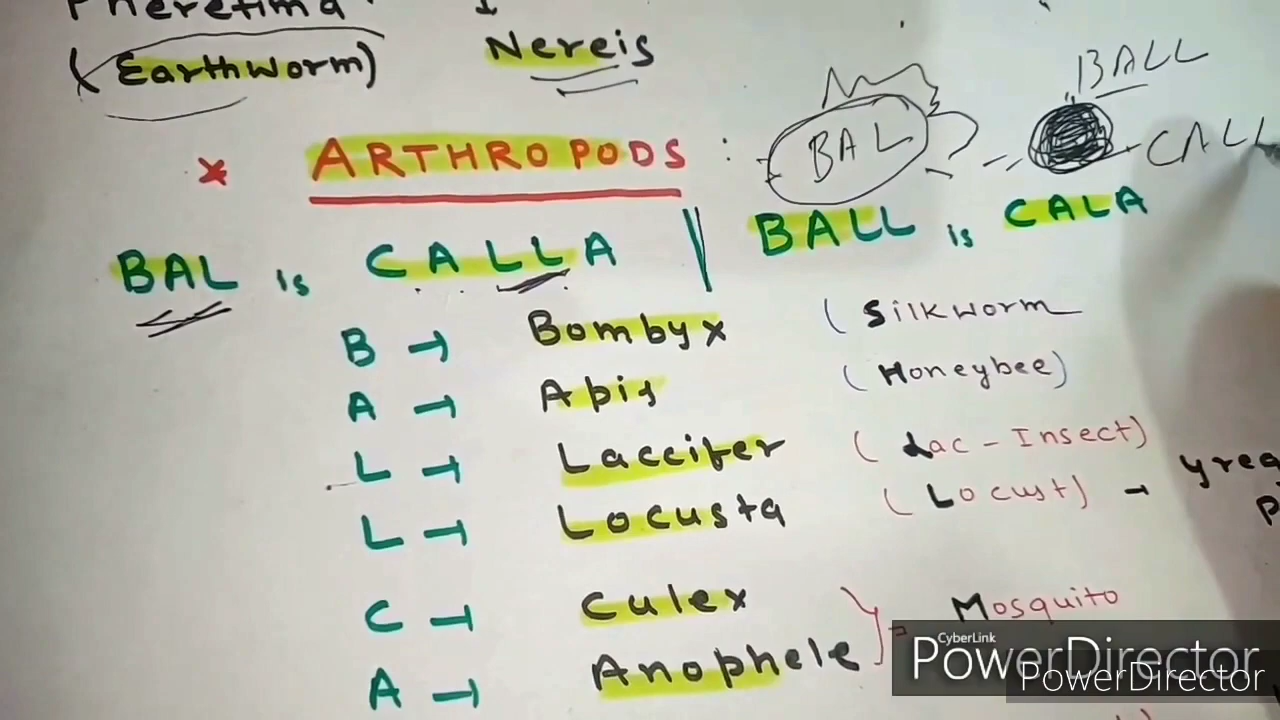 Pheretima
(Earthworm) Nereis
BALL
* ARTHROPODS : BAL CALL
BAL is CALLA || BALL is CALA
B → Bombyx (Silkworm
A → Apis (Honeybee)
L → Laccifer (Lac-Insect)
L → Locusta (Locust) -
C → Culex } = Mosquito
A → Anophele
CyberLink
PowerDirector
PowerDirector